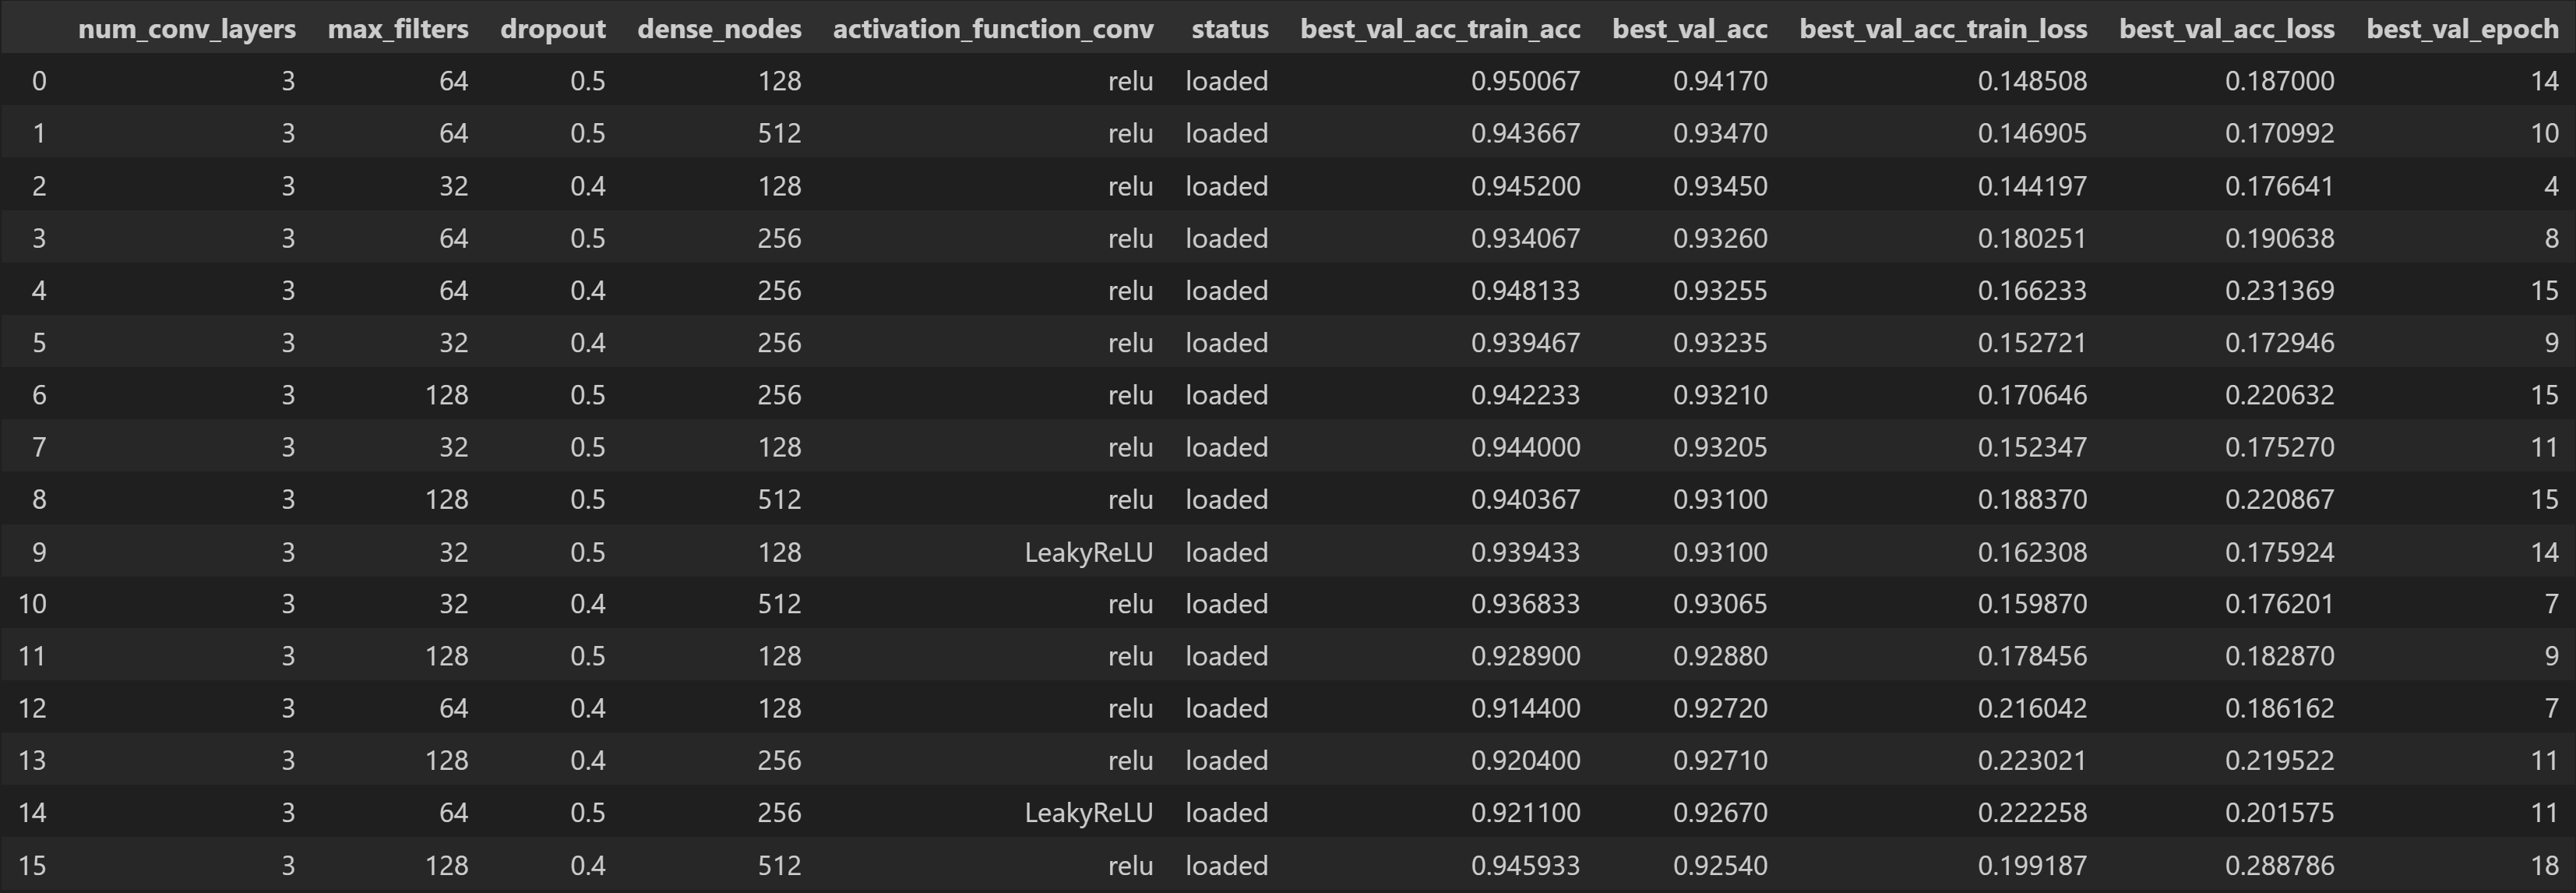 num_conv_layers max_filters dropout dense_nodes activation_function_conv status best_val_acc_train_acc best_val_acc best_val_acc_train_loss best_val_acc_loss best_val_epoch
0 3 64 0.5 128 relu loaded 0.950067 0.94170 0.148508 0.187000 14
1 3 64 0.5 512 relu loaded 0.943667 0.93470 0.146905 0.170992 10
2 3 32 0.4 128 relu loaded 0.945200 0.93450 0.144197 0.176641 4
3 3 64 0.5 256 relu loaded 0.934067 0.93260 0.180251 0.190638 8
4 3 64 0.4 256 relu loaded 0.948133 0.93255 0.166233 0.231369 15
5 3 32 0.4 256 relu loaded 0.939467 0.93235 0.152721 0.172946 9
6 3 128 0.5 256 relu loaded 0.942233 0.93210 0.170646 0.220632 15
7 3 32 0.5 128 relu loaded 0.944000 0.93205 0.152347 0.175270 11
8 3 128 0.5 512 relu loaded 0.940367 0.93100 0.188370 0.220867 15
9 3 32 0.5 128 LeakyReLU loaded 0.939433 0.93100 0.162308 0.175924 14
10 3 32 0.4 512 relu loaded 0.936833 0.93065 0.159870 0.176201 7
11 3 128 0.5 128 relu loaded 0.928900 0.92880 0.178456 0.182870 9
12 3 64 0.4 128 relu loaded 0.914400 0.92720 0.216042 0.186162 7
13 3 128 0.4 256 relu loaded 0.920400 0.92710 0.223021 0.219522 11
14 3 64 0.5 256 LeakyReLU loaded 0.921100 0.92670 0.222258 0.201575 11
15 3 128 0.4 512 relu loaded 0.945933 0.92540 0.199187 0.288786 18